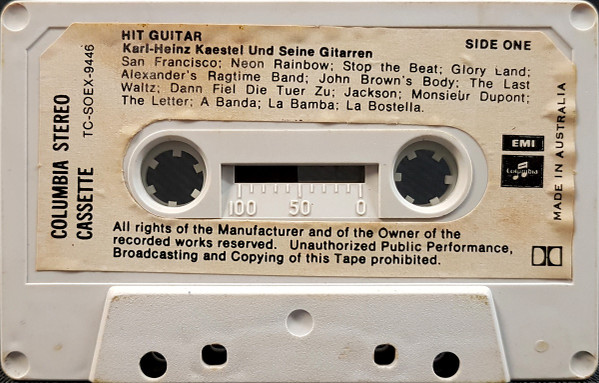 HIT GUITAR
SIDE ONE
Karl-Heinz Kaestel Und Seine Gitarren
San Francisco; Neon Rainbow; Stop the Beat; Glory Land;
Alexander's Ragtime Band; John Brown's Body; The Last
Waltz; Dann Fiel Die Tuer Zu; Jackson; Monsieur Dupont;
The Letter; A Banda; La Bamba; La Bostella.
COLUMBIA STEREO
CASSETTE
TC-SOEX-9446
EMI
Columbia
MADE IN AUSTRALIA
100 50 0
All rights of the Manufacturer and of the Owner of the
recorded works reserved. Unauthorized Public Performance,
Broadcasting and Copying of this Tape prohibited.